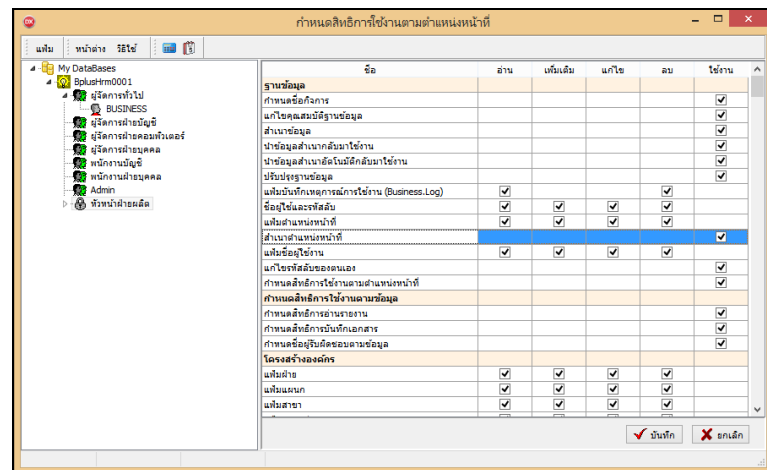 กำหนดสิทธิการใช้งานตามตำแหน่งหน้าที่
แฟ้ม หน้าต่าง วิธีใช้
My DataBases
BplusHrm0001
ผู้จัดการทั่วไป
BUSINESS
ผู้จัดการฝ่ายบัญชี
ผู้จัดการฝ่ายคอมพิวเตอร์
ผู้จัดการฝ่ายบุคคล
พนักงานบัญชี
พนักงานฝ่ายบุคคล
Admin
หัวหน้าฝ่ายผลิต
ชื่อ อ่าน เพิ่มเติม แก้ไข ลบ ใช้งาน
ฐานข้อมูล
กำหนดชื่อกิจการ
แก้ไขคุณสมบัติฐานข้อมูล
สำเนาข้อมูล
นำข้อมูลสำเนากลับมาใช้งาน
นำข้อมูลสำเนาอัตโนมัติกลับมาใช้งาน
ปรับปรุงฐานข้อมูล
แฟ้มบันทึกเหตุการณ์การใช้งาน (Business.Log)
ชื่อผู้ใช้และรหัสลับ
แฟ้มตำแหน่งหน้าที่
สำเนาตำแหน่งหน้าที่
แฟ้มชื่อผู้ใช้งาน
แก้ไขรหัสลับของตนเอง
กำหนดสิทธิการใช้งานตามตำแหน่งหน้าที่
กำหนดสิทธิการใช้งานตามข้อมูล
กำหนดสิทธิการอ่านรายงาน
กำหนดสิทธิการบันทึกเอกสาร
กำหนดชื่อผู้รับผิดชอบตามข้อมูล
โครงสร้างองค์กร
แฟ้มฝ่าย
แฟ้มแผนก
แฟ้มสาขา
บันทึก ยกเลิก